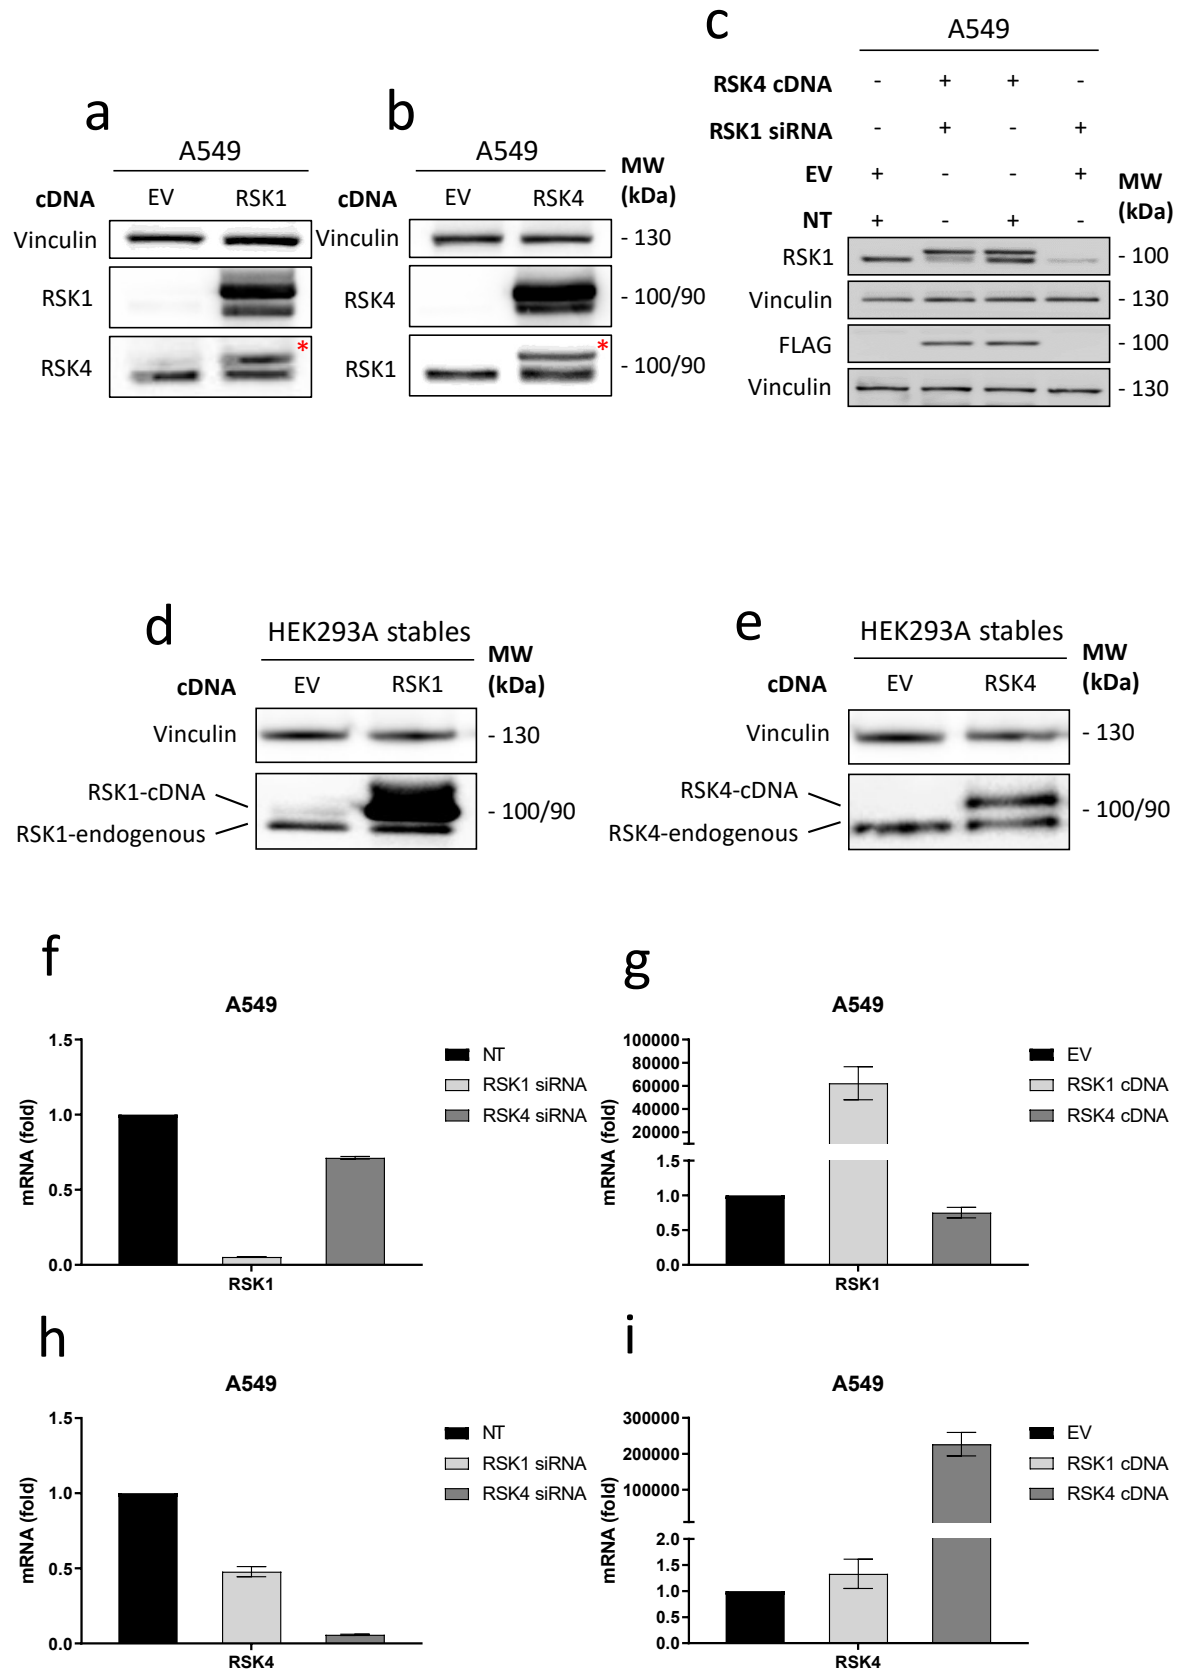 a
A549
cDNA EV RSK1
Vinculin
RSK1
RSK4 *
b
A549
cDNA EV RSK4 MW (kDa)
Vinculin - 130
RSK4 - 100/90
RSK1 * - 100/90
c
A549
RSK4 cDNA - + + -
RSK1 siRNA - + - +
EV + - - +
NT + - + -
MW (kDa)
RSK1 - 100
Vinculin - 130
FLAG - 100
Vinculin - 130
d
HEK293A stables
cDNA EV RSK1 MW (kDa)
Vinculin - 130
RSK1-cDNA
RSK1-endogenous
- 100/90
e
HEK293A stables
cDNA EV RSK4 MW (kDa)
Vinculin - 130
RSK4-cDNA
RSK4-endogenous
- 100/90
f
A549
mRNA (fold)
1.5
1.0
0.5
0.0
RSK1
NT
RSK1 siRNA
RSK4 siRNA
g
A549
mRNA (fold)
100000
80000
60000
40000
20000
1.5
1.0
0.5
0.0
RSK1
EV
RSK1 cDNA
RSK4 cDNA
h
A549
mRNA (fold)
1.5
1.0
0.5
0.0
RSK4
NT
RSK1 siRNA
RSK4 siRNA
i
A549
mRNA (fold)
300000
200000
100000
2.0
1.5
1.0
0.5
0.0
RSK4
EV
RSK1 cDNA
RSK4 cDNA